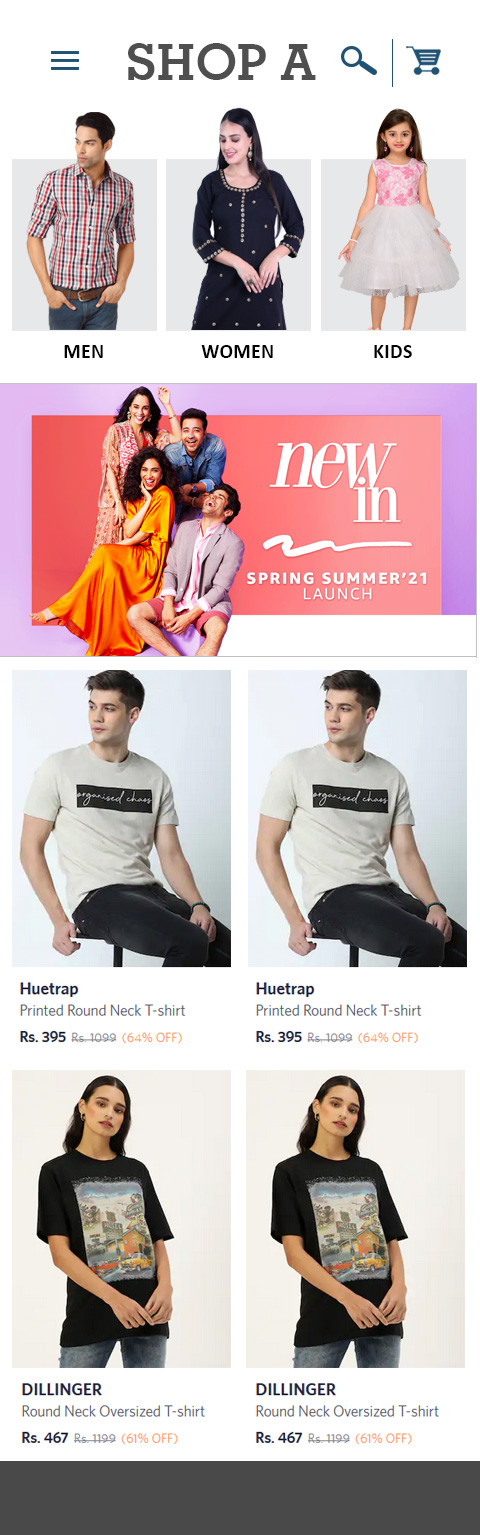 SHOP A
MEN WOMEN KIDS
new
in
SPRING SUMMER'21
LAUNCH
organised chaos organised chaos
Huetrap Huetrap
Printed Round Neck T-shirt Printed Round Neck T-shirt
Rs. 395 Rs. 1099 (64% OFF) Rs. 395 Rs. 1099 (64% OFF)
DILLINGER DILLINGER
Round Neck Oversized T-shirt Round Neck Oversized T-shirt
Rs. 467 Rs. 1199 (61% OFF) Rs. 467 Rs. 1199 (61% OFF)